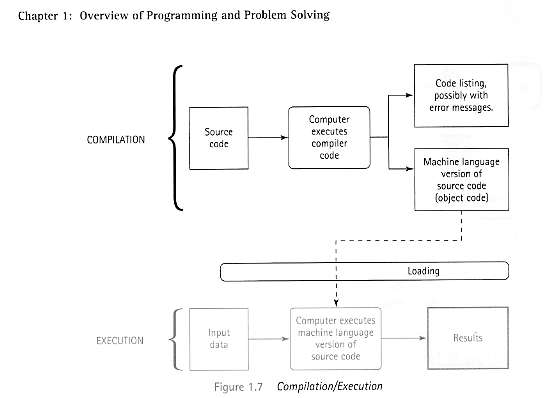 Chapter 1: Overview of Programming and Problem Solving
COMPILATION
Source
code
Computer
executes
compiler
code
Code listing,
possibly with
error messages.
Machine language
version of
source code
(object code)
Loading
EXECUTION
Input
data
Computer executes
machine language
version of
source code
Results
Figure 1.7 Compilation/Execution